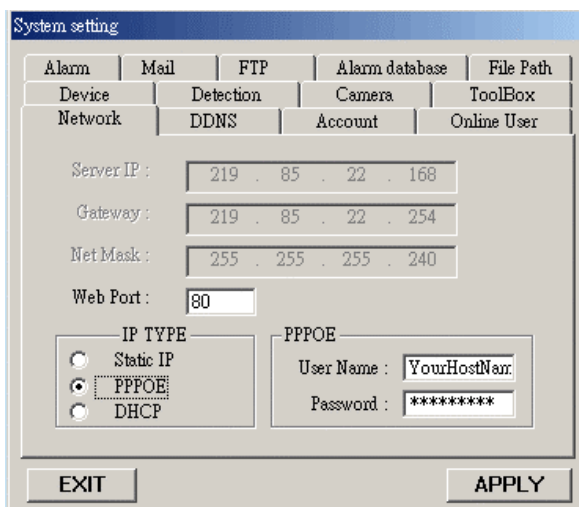 System setting
Alarm Mail FTP Alarm database File Path
Device Detection Camera ToolBox
Network DDNS Account Online User
Server IP : 219 . 85 . 22 . 168
Gateway : 219 . 85 . 22 . 254
Net Mask : 255 . 255 . 255 . 240
Web Port : 80
IP TYPE
Static IP
PPPOE
DHCP
PPPOE
User Name : YourHostNam
Password : *********
EXIT APPLY